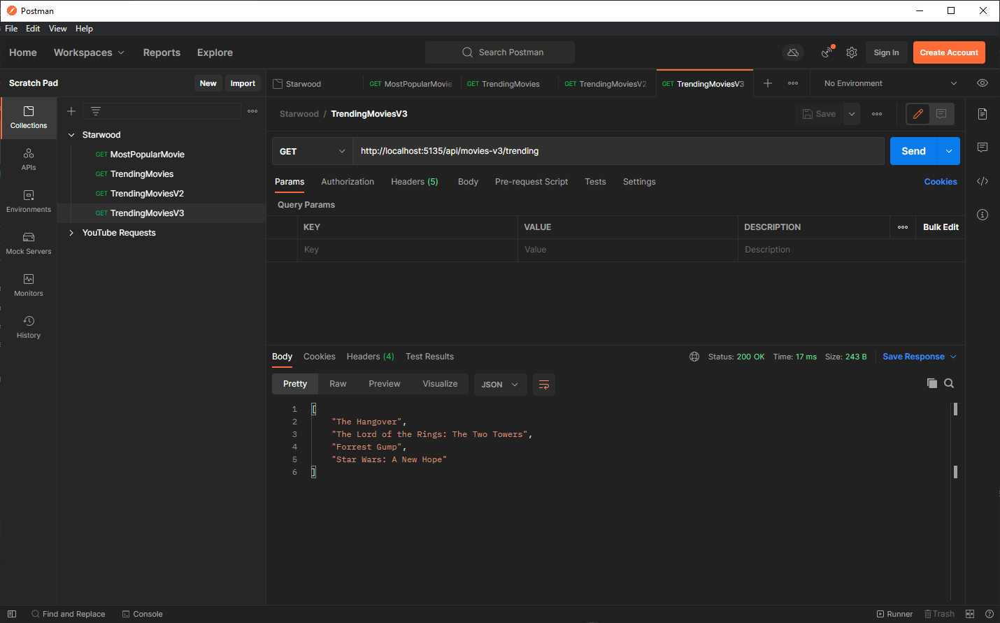 Postman
File Edit View Help
Home Workspaces Reports Explore Search Postman Sign In Create Account
Scratch Pad New Import
Starwood GET MostPopularMovie GET TrendingMovies GET TrendingMoviesV2 GET TrendingMoviesV3 No Environment
Collections
APIs
Environments
Mock Servers
Monitors
History
Starwood
GET MostPopularMovie
GET TrendingMovies
GET TrendingMoviesV2
GET TrendingMoviesV3
YouTube Requests
Starwood / TrendingMoviesV3 Save
GET http://localhost:5135/api/movies-v3/trending Send
Params Authorization Headers (5) Body Pre-request Script Tests Settings Cookies
Query Params
KEY VALUE DESCRIPTION Bulk Edit
Key Value Description
Body Cookies Headers (4) Test Results Status: 200 OK Time: 17 ms Size: 243 B Save Response
Pretty Raw Preview Visualize JSON
1 [
2 "The Hangover",
3 "The Lord of the Rings: The Two Towers",
4 "Forrest Gump",
5 "Star Wars: A New Hope"
6 ]
Find and Replace Console Runner Trash